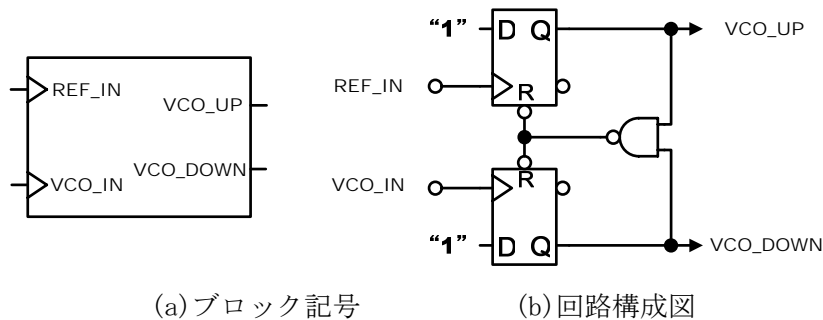 REF_IN
VCO_UP
VCO_IN
VCO_DOWN
(a)ブロック記号
“1”
D Q
VCO_UP
REF_IN
R
VCO_IN
R
“1”
D Q
VCO_DOWN
(b)回路構成図